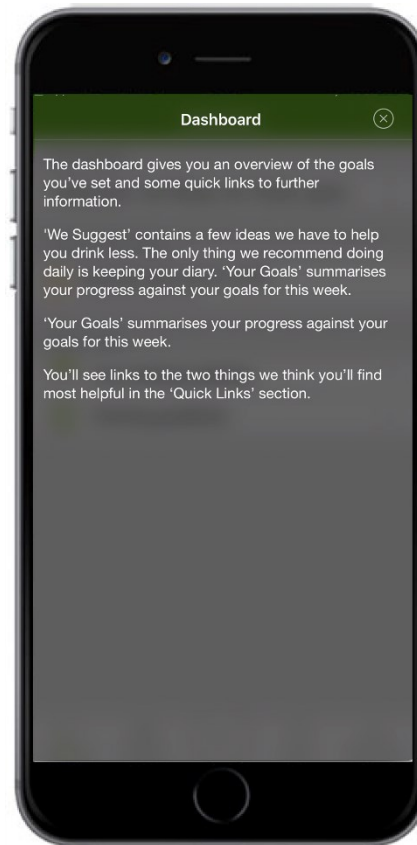 Dashboard
The dashboard gives you an overview of the goals
you've set and some quick links to further
information.
'We Suggest' contains a few ideas we have to help
you drink less. The only thing we recommend doing
daily is keeping your diary. 'Your Goals' summarises
your progress against your goals for this week.
'Your Goals' summarises your progress against your
goals for this week.
You'll see links to the two things we think you'll find
most helpful in the 'Quick Links' section.